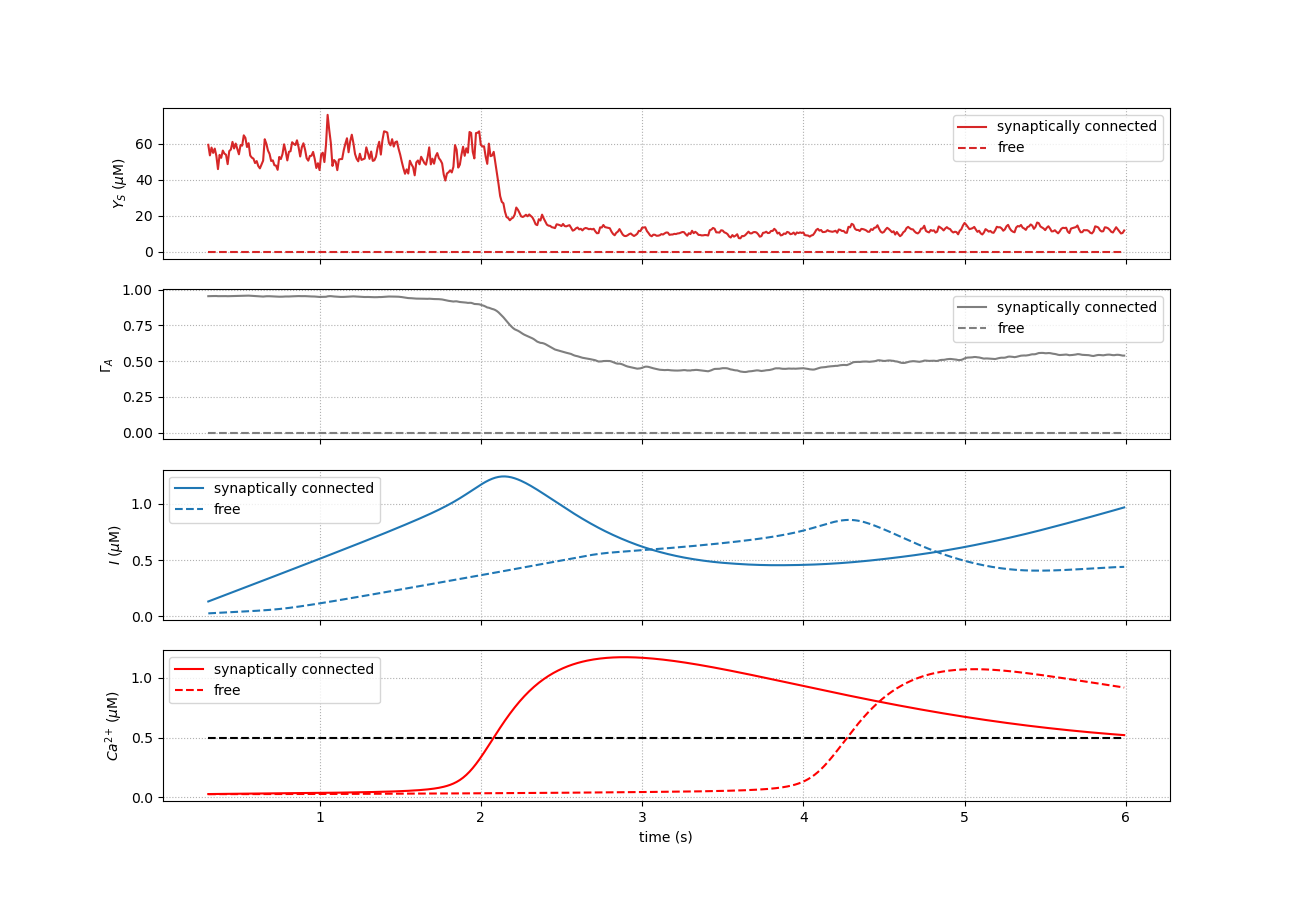 60
40
20
0
Y_S (μM)
synaptically connected
free
1.00
0.75
0.50
0.25
0.00
Γ_A
synaptically connected
free
1.0
0.5
0.0
I (μM)
synaptically connected
free
1.0
0.5
0.0
Ca²⁺ (μM)
synaptically connected
free
1 2 3 4 5 6
time (s)